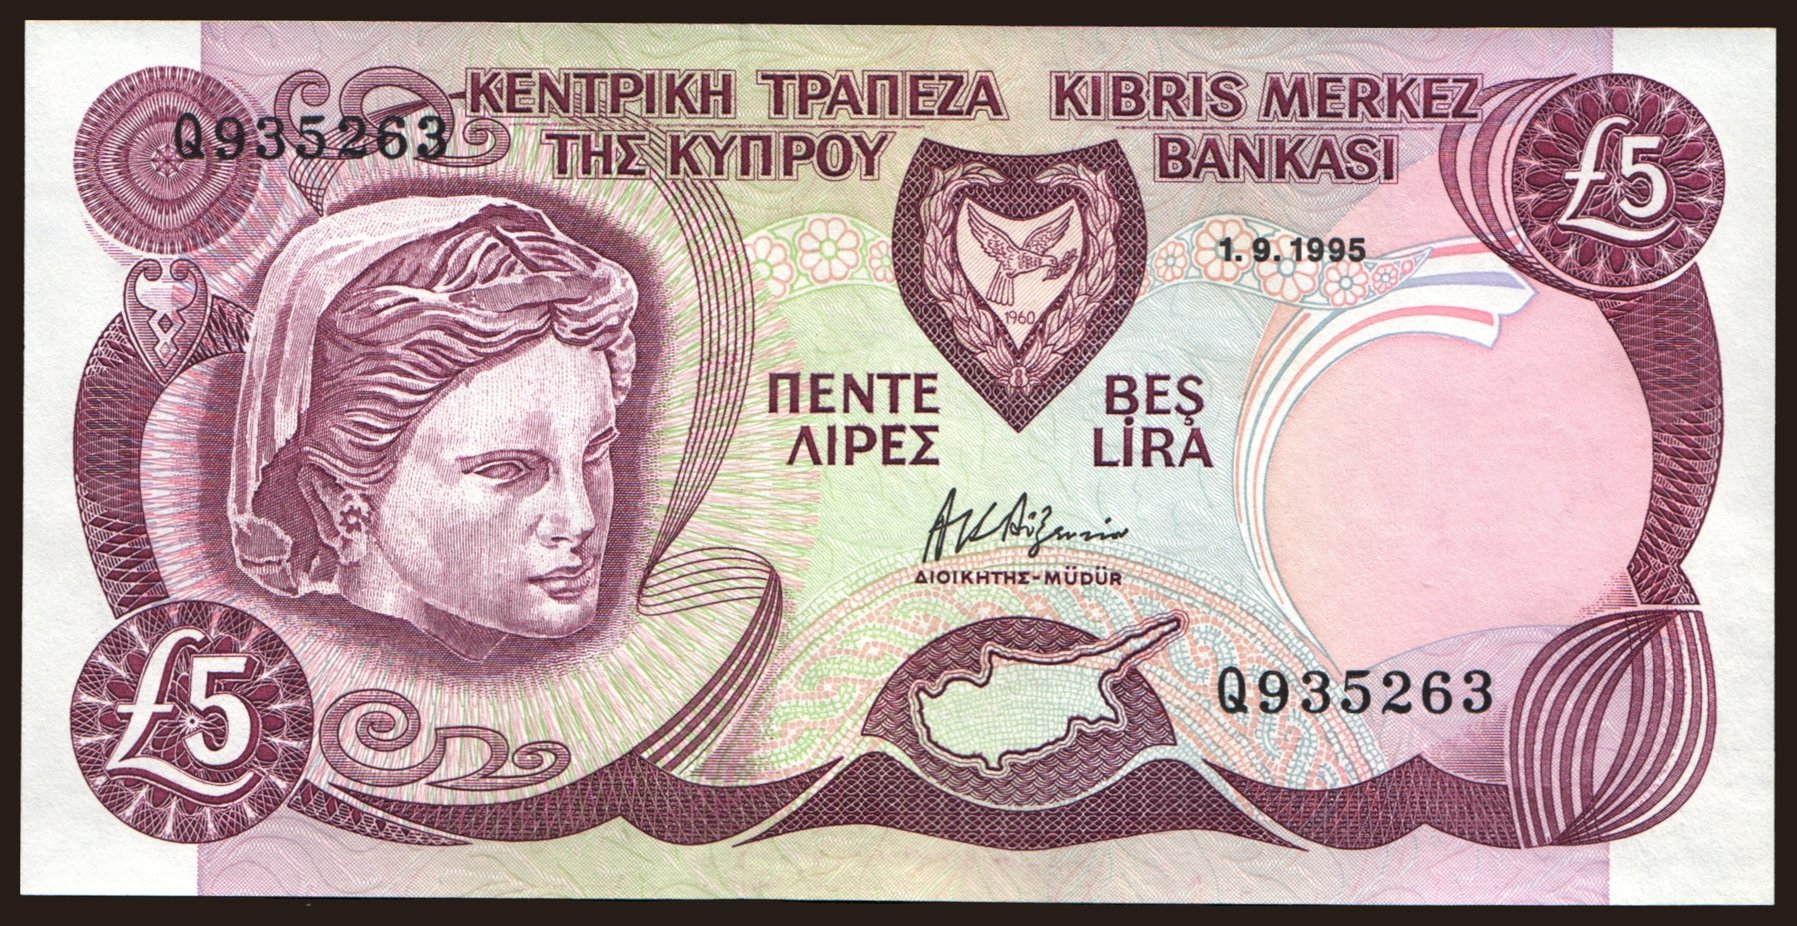 ΚΕΝΤΡΙΚΗ ΤΡΑΠΕΖΑ
ΤΗΣ ΚΥΠΡΟΥ
KIBRIS MERKEZ
BANKASI
£5
Q935263
1.9.1995
1960
ΠΕΝΤΕ
ΛΙΡΕΣ
BEŞ
LİRA
ΔΙΟΙΚΗΤΗΣ-MÜDÜR
£5
Q935263